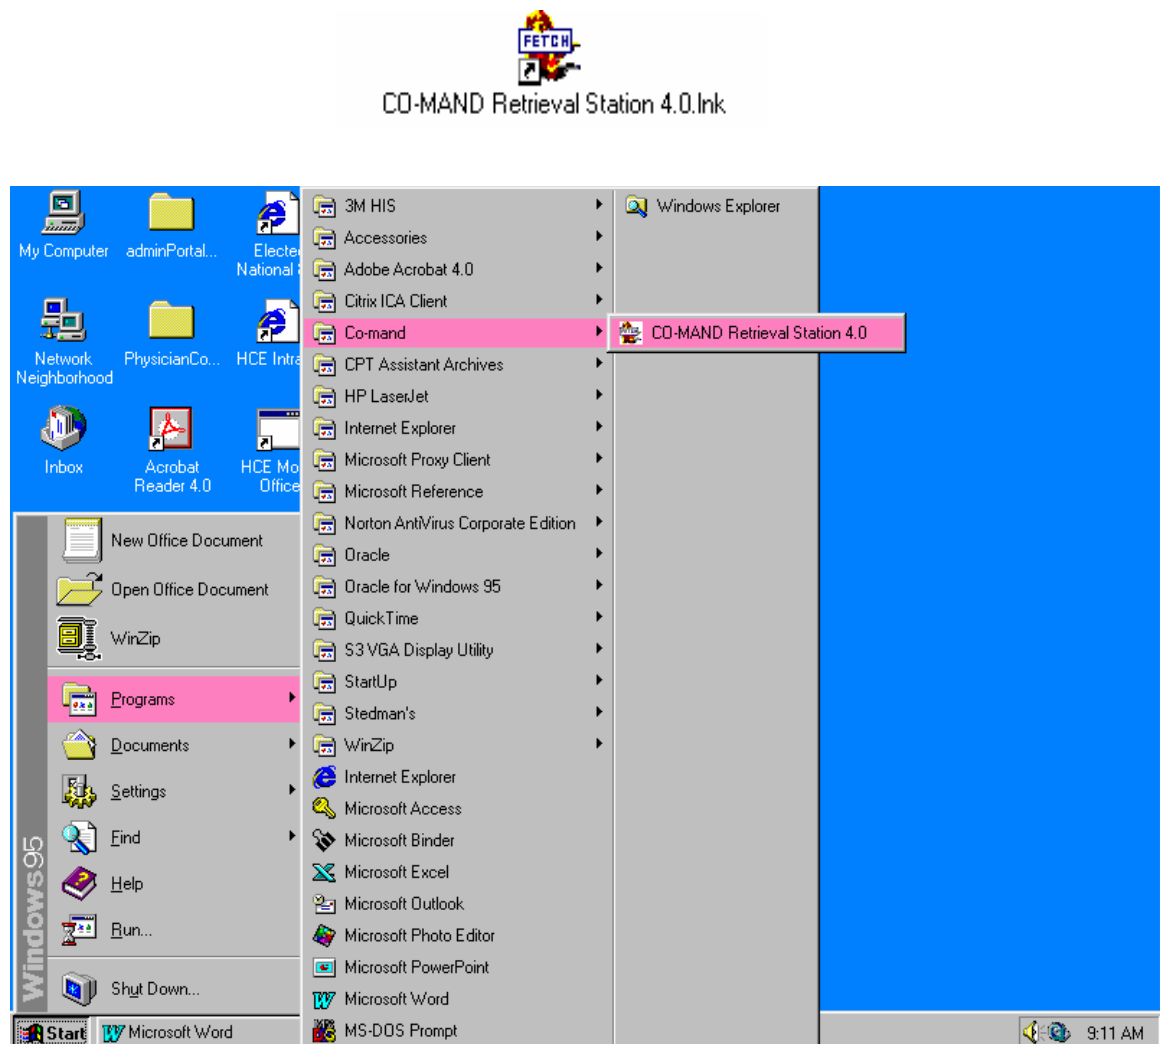 FETCH
CO-MAND Retrieval Station 4.0.lnk
My Computer
adminPortal...
Electe
National
Network
Neighborhood
PhysicianCo...
HCE Intra
Inbox
Acrobat
Reader 4.0
HCE Mo
Office
New Office Document
Open Office Document
WinZip
Programs
Documents
Settings
Find
Help
Run...
Shut Down...
Windows95
3M HIS
Accessories
Adobe Acrobat 4.0
Citrix ICA Client
Co-mand
CPT Assistant Archives
HP LaserJet
Internet Explorer
Microsoft Proxy Client
Microsoft Reference
Norton AntiVirus Corporate Edition
Oracle
Oracle for Windows 95
QuickTime
S3 VGA Display Utility
StartUp
Stedman's
WinZip
Internet Explorer
Microsoft Access
Microsoft Binder
Microsoft Excel
Microsoft Outlook
Microsoft Photo Editor
Microsoft PowerPoint
Microsoft Word
MS-DOS Prompt
Windows Explorer
CO-MAND Retrieval Station 4.0
Start
Microsoft Word
9:11 AM